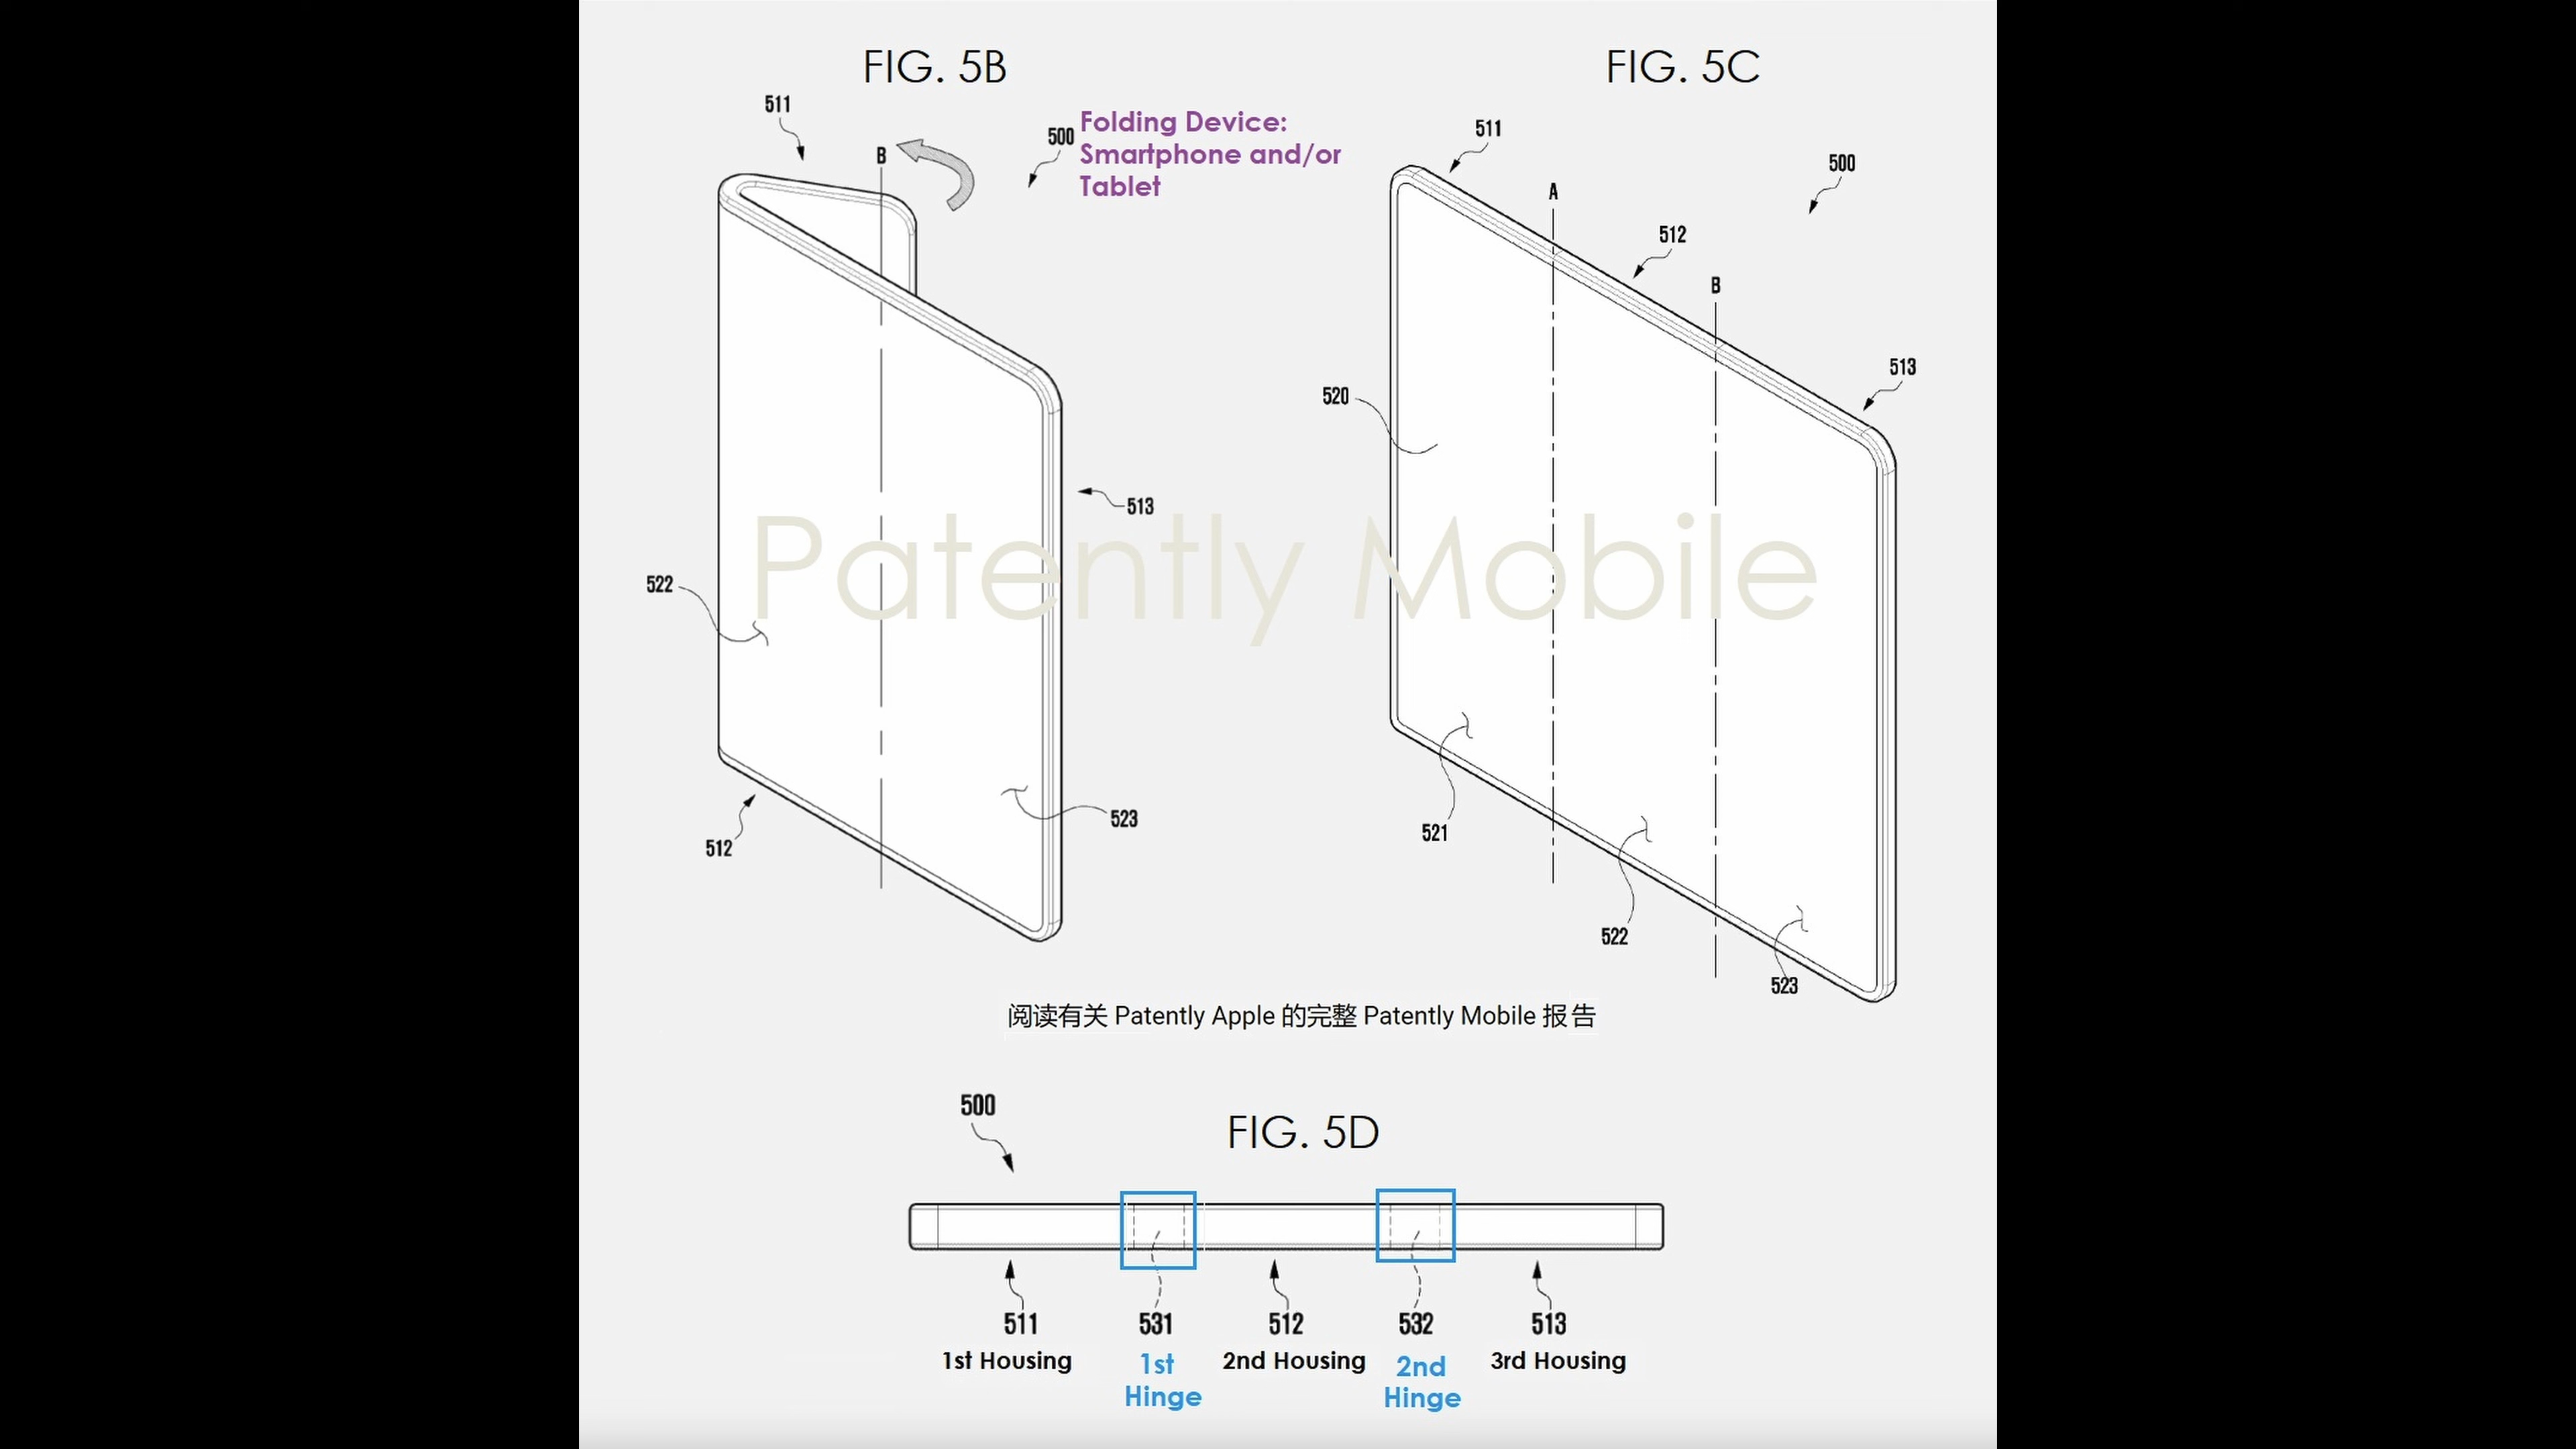 FIG. 5B
FIG. 5C
511
B
500
Folding Device:
Smartphone and/or
Tablet
513
522
523
512
511
500
A
512
B
513
520
521
522
523
Patently Mobile
阅读有关 Patently Apple 的完整 Patently Mobile 报告
500
FIG. 5D
511
531
512
532
513
1st Housing
1st
Hinge
2nd Housing
2nd
Hinge
3rd Housing